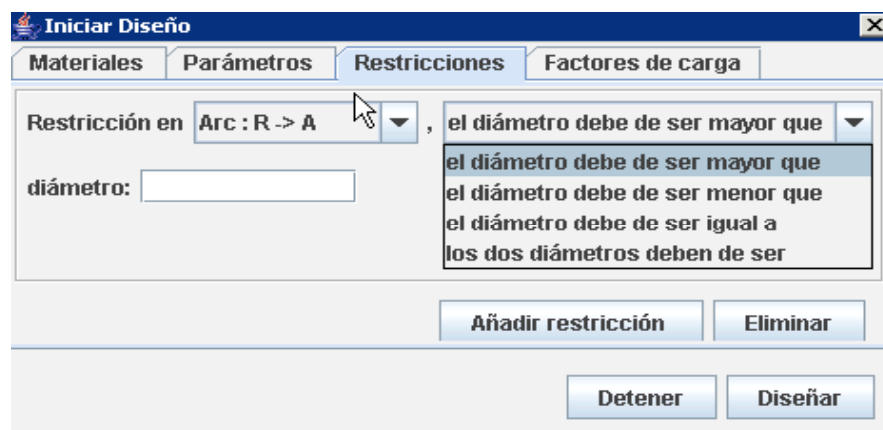 Iniciar Diseño
Materiales Parámetros Restricciones Factores de carga
Restricción en Arc : R -> A , el diámetro debe de ser mayor que
el diámetro debe de ser mayor que
diámetro: el diámetro debe de ser menor que
el diámetro debe de ser igual a
los dos diámetros deben de ser
Añadir restricción Eliminar
Detener Diseñar